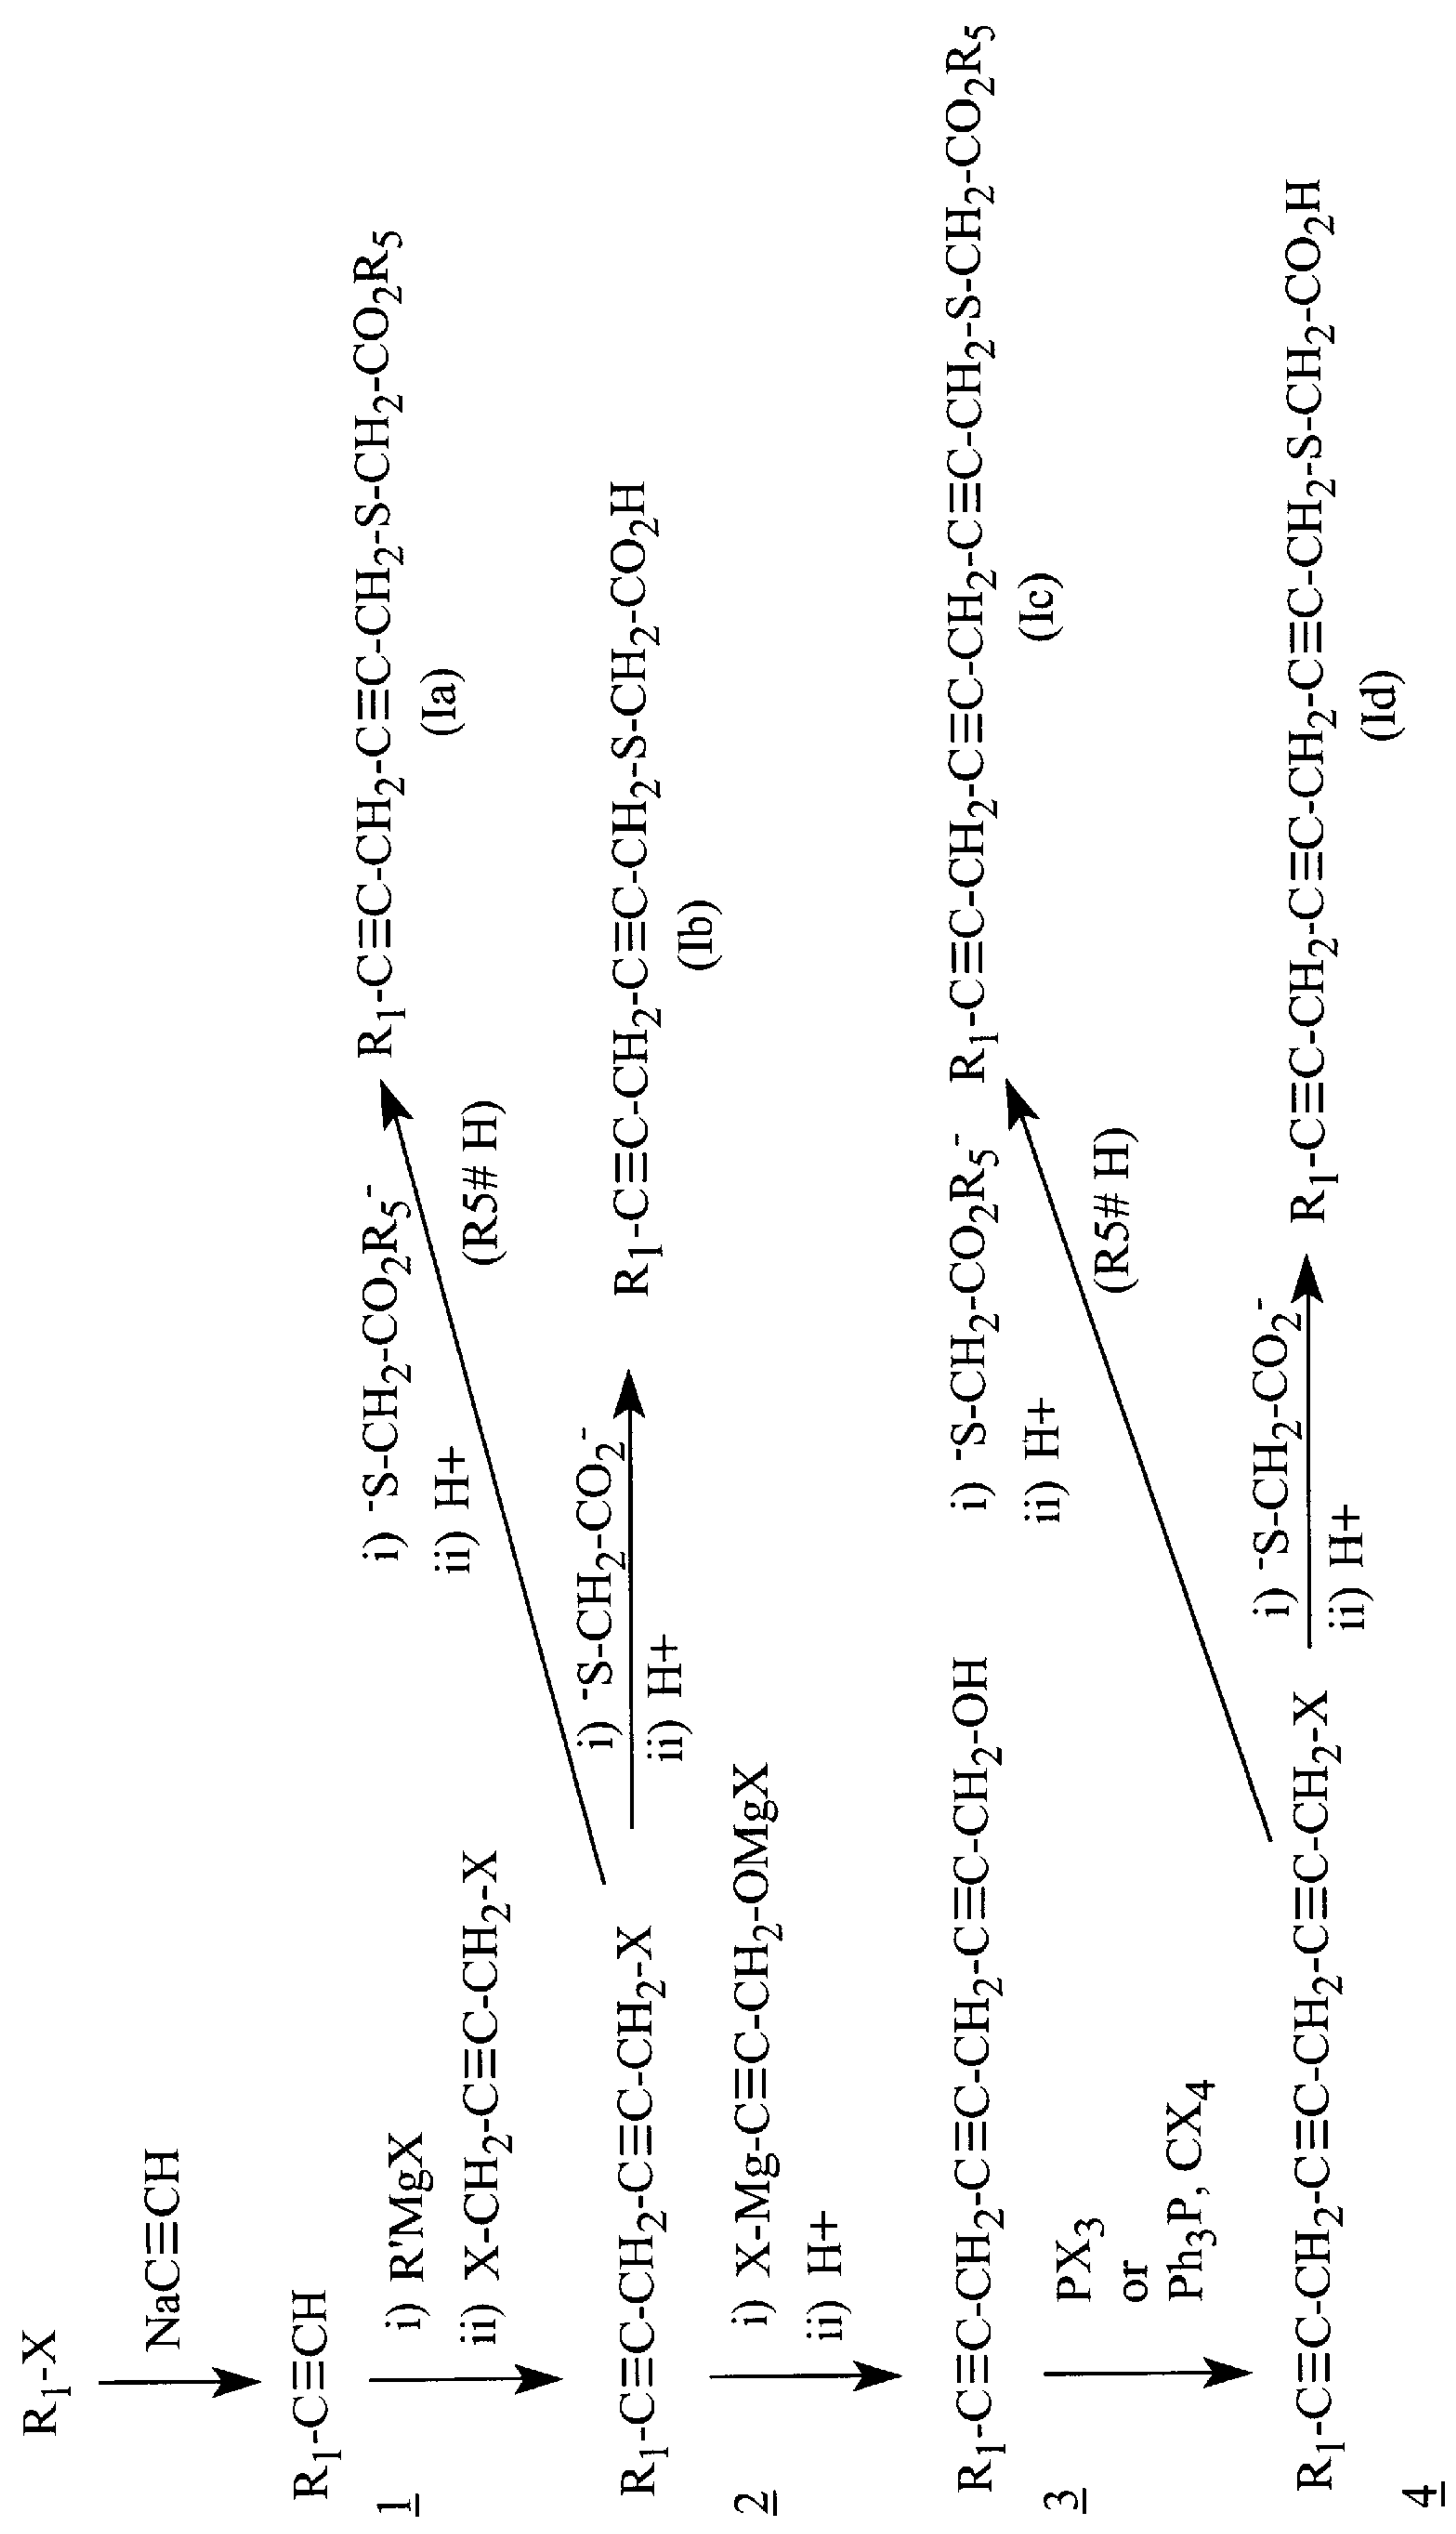 R₁-X
NaC≡CH
R₁-C≡CH
1
i) R'MgX
ii) X-CH₂-C≡C-CH₂-X
i) ⁻S-CH₂-CO₂R₅⁻
ii) H+
(R5# H)
R₁-C≡C-CH₂-C≡C-CH₂-S-CH₂-CO₂R₅
(Ia)
R₁-C≡C-CH₂-C≡C-CH₂-X
2
i) ⁻S-CH₂-CO₂⁻
ii) H+
R₁-C≡C-CH₂-C≡C-CH₂-S-CH₂-CO₂H
(Ib)
i) X-Mg-C≡C-CH₂-OMgX
ii) H+
R₁-C≡C-CH₂-C≡C-CH₂-C≡C-CH₂-OH
3
i) ⁻S-CH₂-CO₂R₅⁻
ii) H+
(R5# H)
R₁-C≡C-CH₂-C≡C-CH₂-C≡C-CH₂-S-CH₂-CO₂R₅
(Ic)
PX₃
or
Ph₃P, CX₄
R₁-C≡C-CH₂-C≡C-CH₂-C≡C-CH₂-X
4
i) ⁻S-CH₂-CO₂⁻
ii) H+
R₁-C≡C-CH₂-C≡C-CH₂-C≡C-CH₂-S-CH₂-CO₂H
(Id)